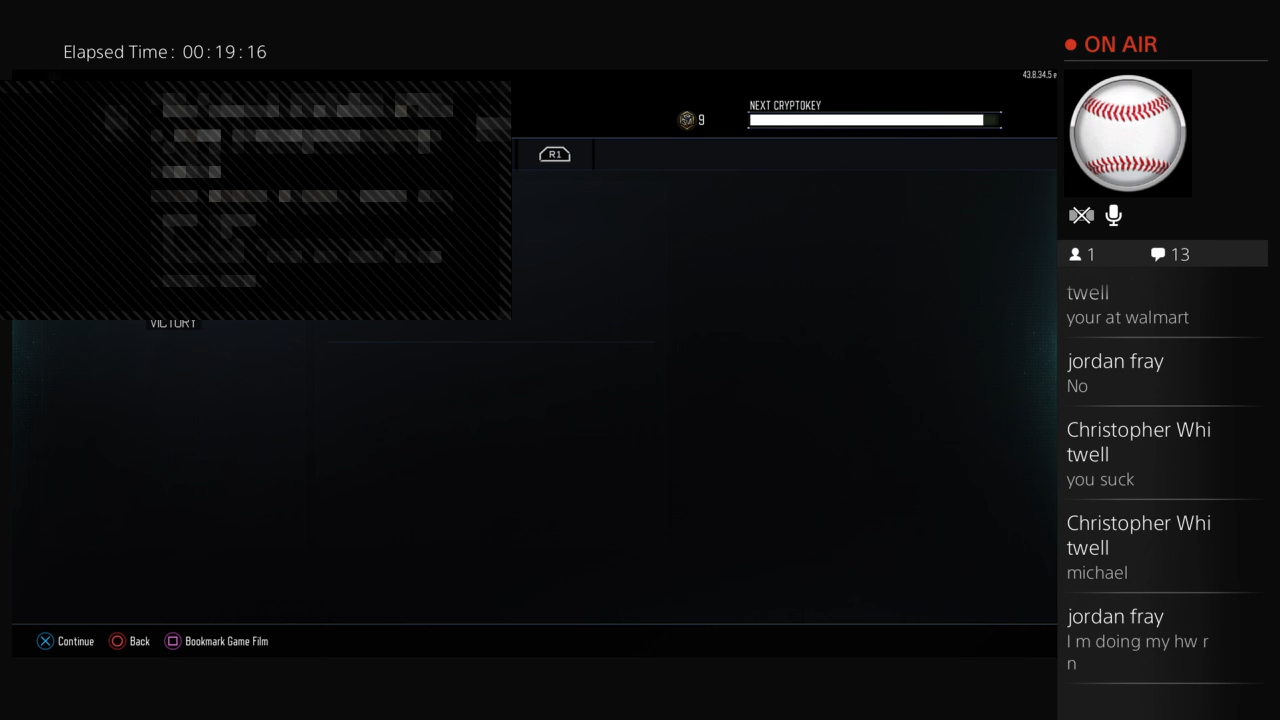 Elapsed Time: 00:19:16
ON AIR
43.8.34.5
NEXT CRYPTOKEY
9
R1
1
13
twell
your at walmart
jordan fray
No
Christopher Whi
twell
you suck
Christopher Whi
twell
michael
jordan fray
I m doing my hw r
n
VICTORY
Continue
Back
Bookmark Game Film